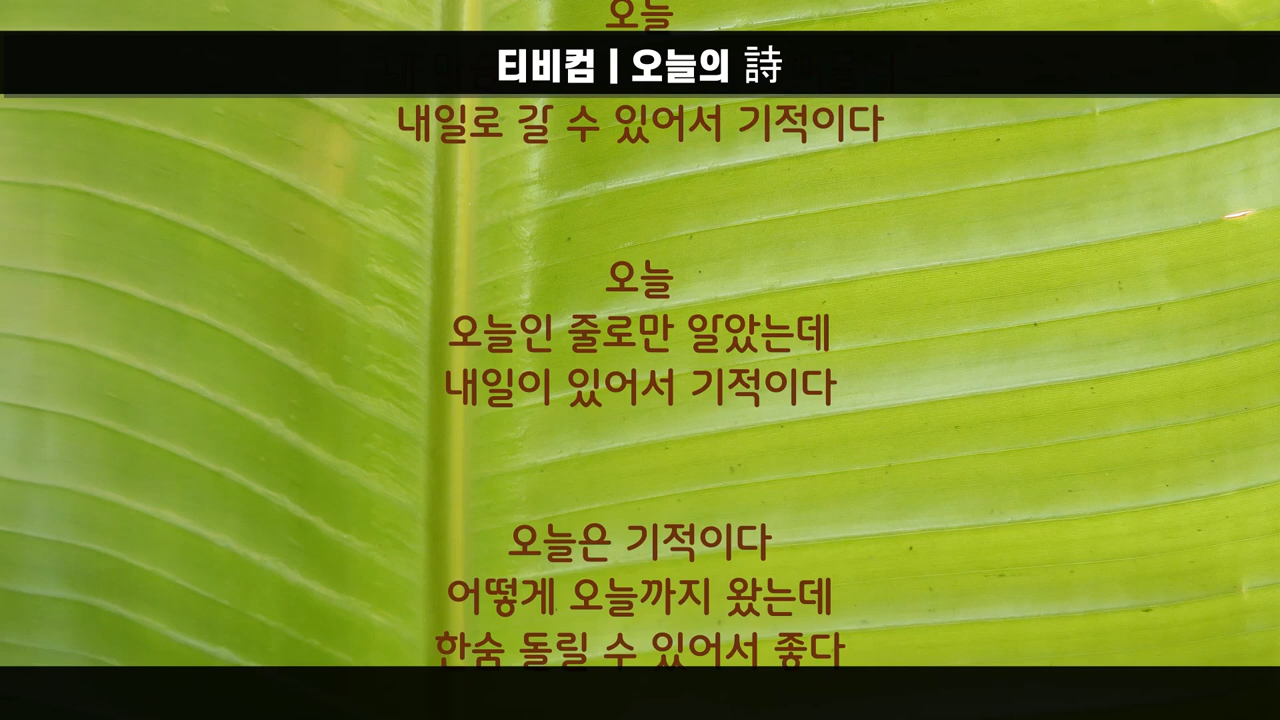 오늘
티비컴 | 오늘의 詩
내일로 갈 수 있어서 기적이다
오늘
오늘인 줄로만 알았는데
내일이 있어서 기적이다
오늘은 기적이다
어떻게 오늘까지 왔는데
한숨 돌릴 수 있어서 좋다